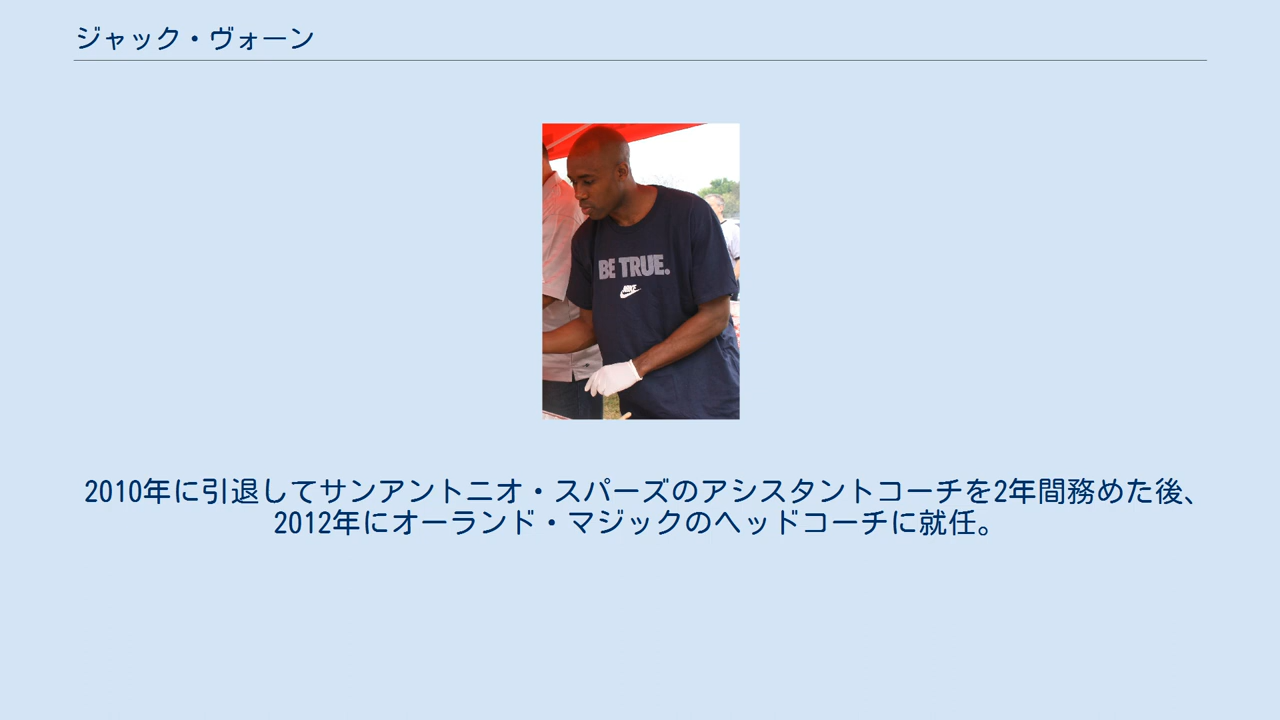 ジャック・ヴォーン
BE TRUE.
NIKE
2010年に引退してサンアントニオ・スパーズのアシスタントコーチを2年間務めた後、
2012年にオーランド・マジックのヘッドコーチに就任。